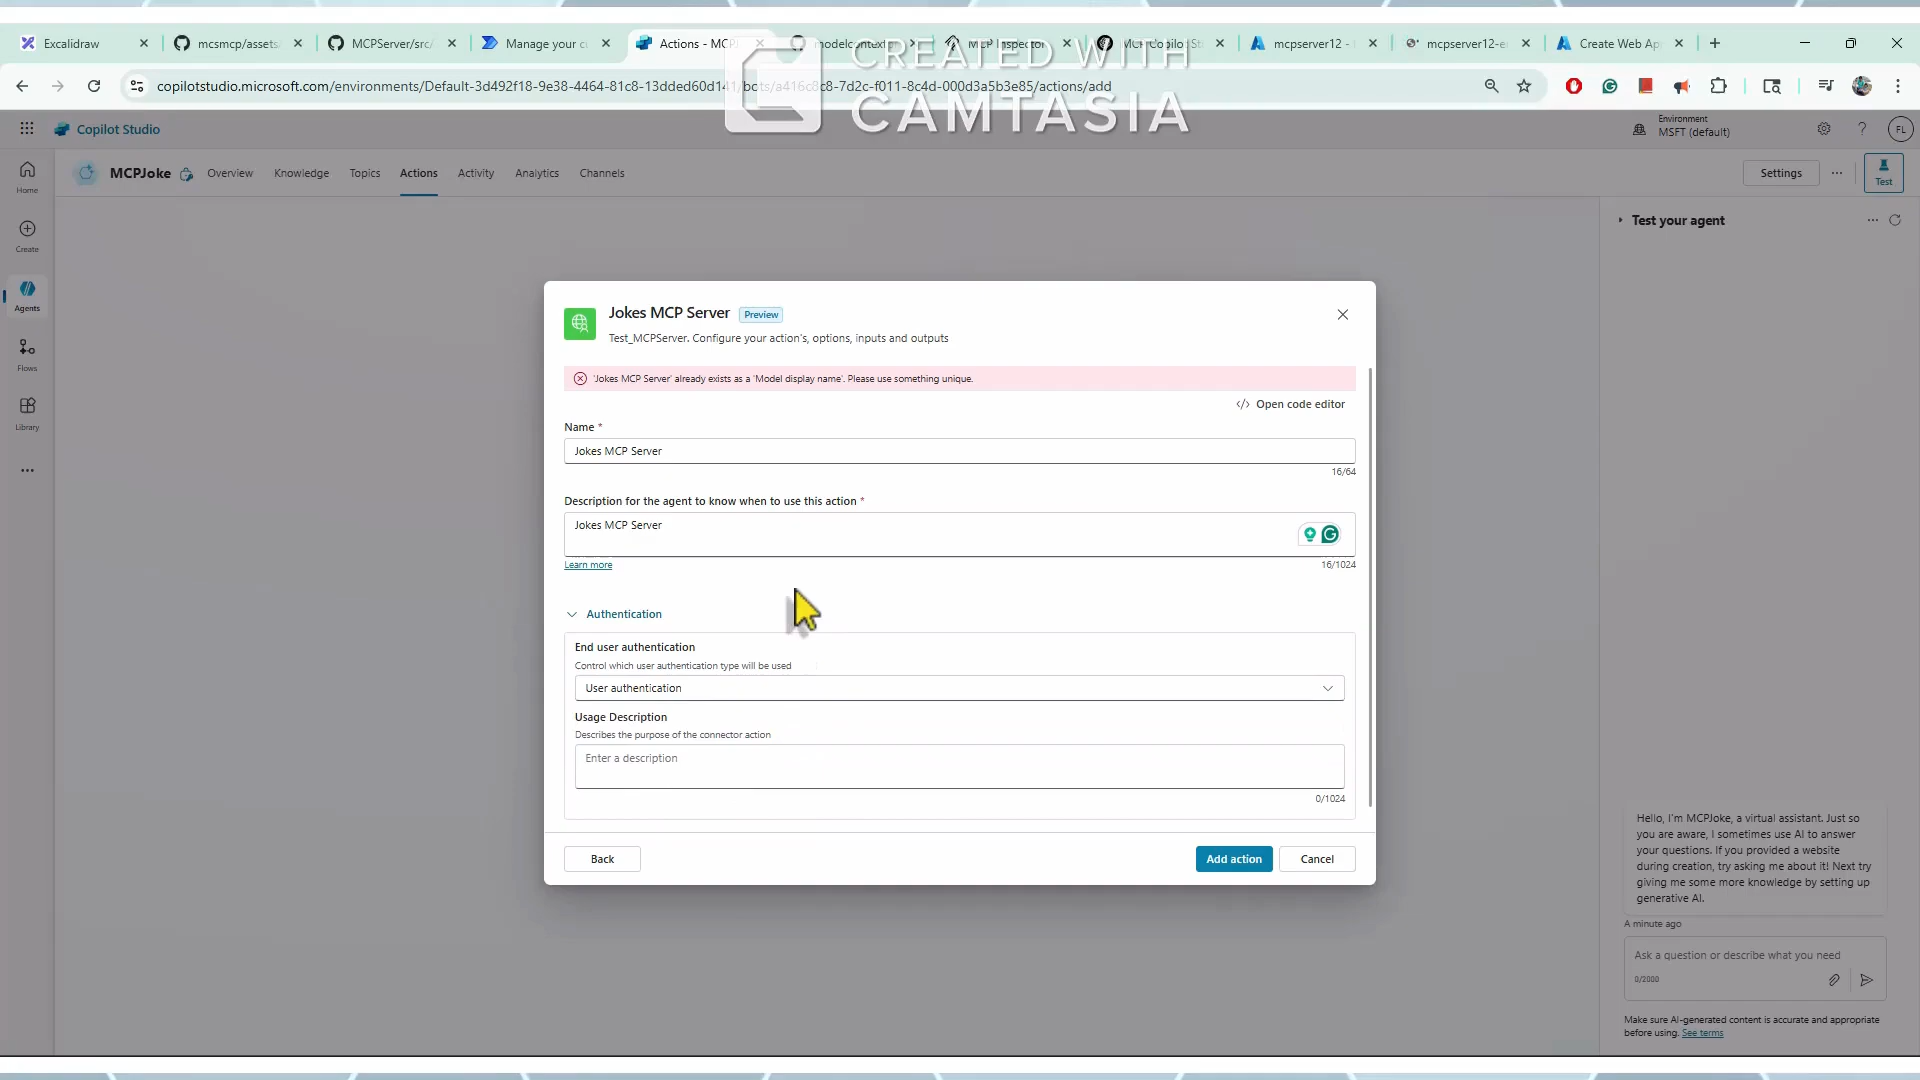 Excalidraw
mcsmcp/assets
MCPServer/src/
Manage your c
Actions - MCP
modelcontext
MCP Inspector
MCP Copilot St
mcpserver12 -
mcpserver12-e
Create Web Ap
CREATED WITH
CAMTASIA
copilotstudio.microsoft.com/environments/Default-3d492f18-9e38-4464-81c8-13dded60d141/bots/a416c8c8-7d2c-f011-8c4d-000d3a5b3e85/actions/add
Copilot Studio
Environment
MSFT (default)
FL
MCPJoke
Overview
Knowledge
Topics
Actions
Activity
Analytics
Channels
Settings
Test
Home
Create
Agents
Flows
Library
Test your agent
Jokes MCP Server
Preview
Test_MCPServer. Configure your action's, options, inputs and outputs
'Jokes MCP Server' already exists as a 'Model display name'. Please use something unique.
</> Open code editor
Name *
Jokes MCP Server
16/64
Description for the agent to know when to use this action *
Jokes MCP Server
Learn more
16/1024
Authentication
End user authentication
Control which user authentication type will be used
User authentication
Usage Description
Describes the purpose of the connector action
Enter a description
0/1024
Back
Add action
Cancel
Hello, I'm MCPJoke, a virtual assistant. Just so
you are aware, I sometimes use AI to answer
your questions. If you provided a website
during creation, try asking me about it! Next try
giving me some more knowledge by setting up
generative AI.
A minute ago
Ask a question or describe what you need
0/2000
Make sure AI-generated content is accurate and appropriate
before using. See terms